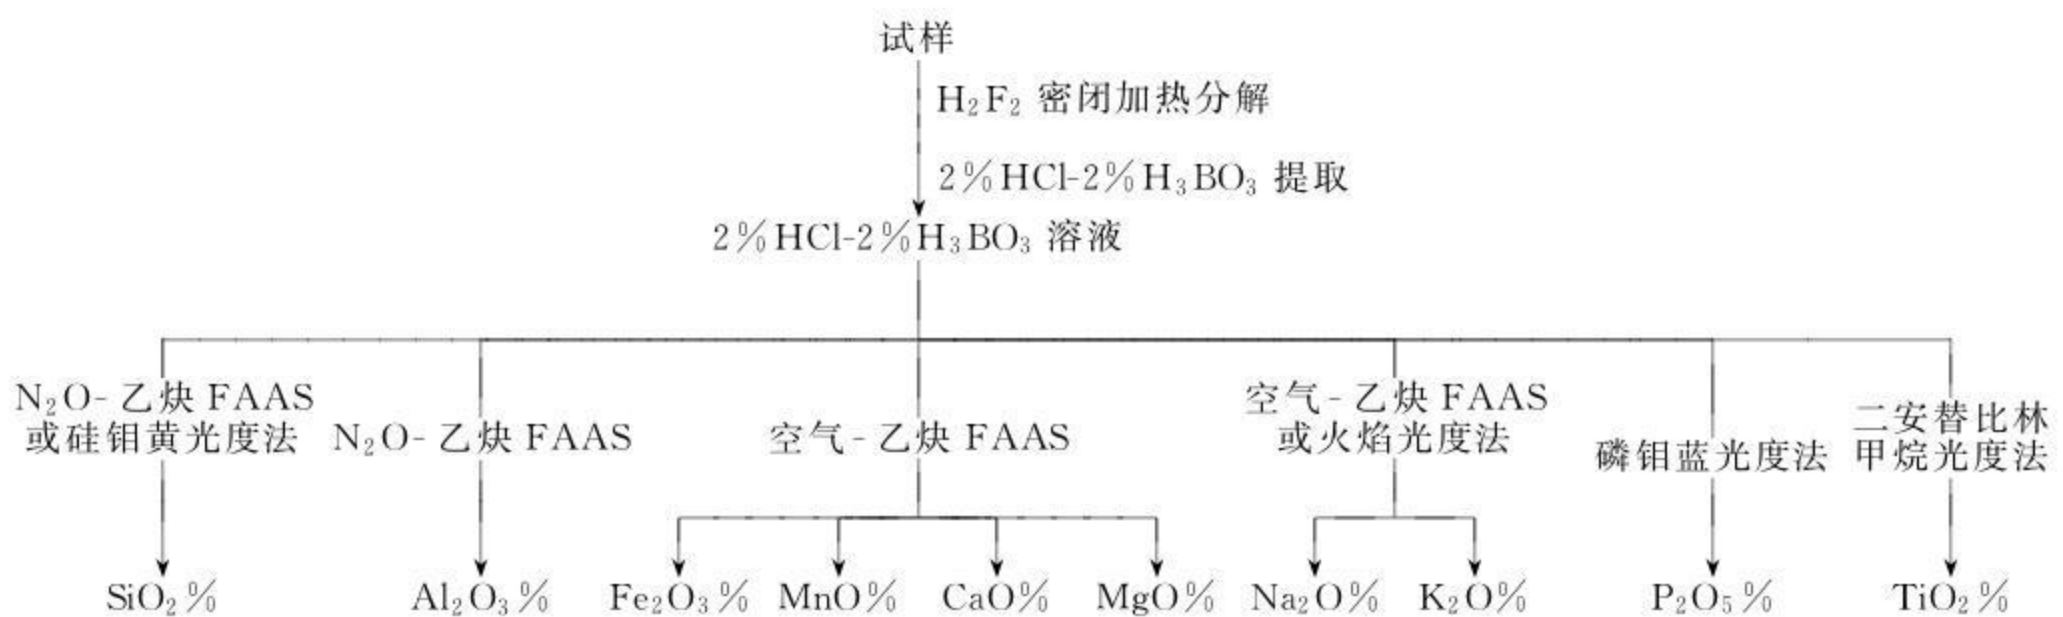 试样
H₂F₂ 密闭加热分解
2%HCl-2%H₃BO₃ 提取
2%HCl-2%H₃BO₃ 溶液
N₂O-乙炔 FAAS
或硅钼黄光度法
N₂O-乙炔 FAAS
空气-乙炔 FAAS
空气-乙炔 FAAS
或火焰光度法
磷钼蓝光度法
二安替比林
甲烷光度法
SiO₂% Al₂O₃% Fe₂O₃% MnO% CaO% MgO% Na₂O% K₂O% P₂O₅% TiO₂%